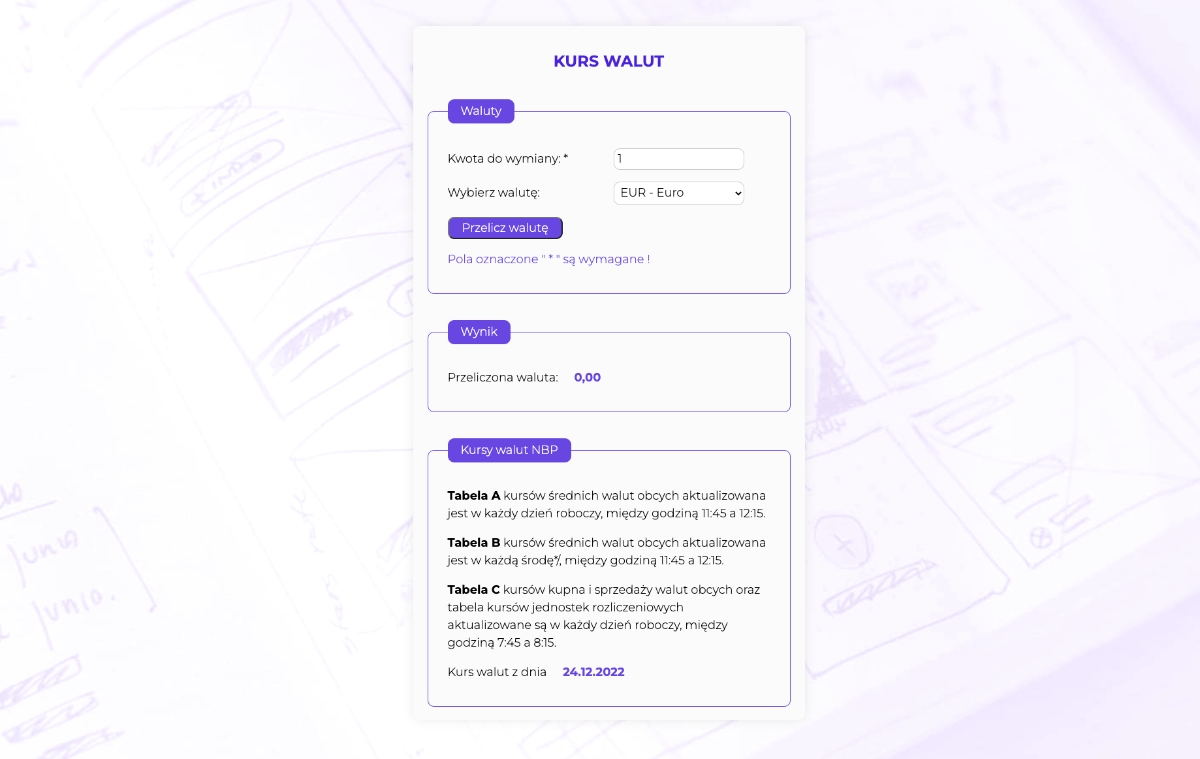 KURS WALUT
Waluty
Kwota do wymiany: * 1
Wybierz walutę: EUR - Euro
Przelicz walutę
Pola oznaczone " * " są wymagane !
Wynik
Przeliczona waluta: 0,00
Kursy walut NBP
Tabela A kursów średnich walut obcych aktualizowana
jest w każdy dzień roboczy, między godziną 11:45 a 12:15.
Tabela B kursów średnich walut obcych aktualizowana
jest w każdą środę*/, między godziną 11:45 a 12:15.
Tabela C kursów kupna i sprzedaży walut obcych oraz
tabela kursów jednostek rozliczeniowych
aktualizowane są w każdy dzień roboczy, między
godziną 7:45 a 8:15.
Kurs walut z dnia 24.12.2022
Junio.